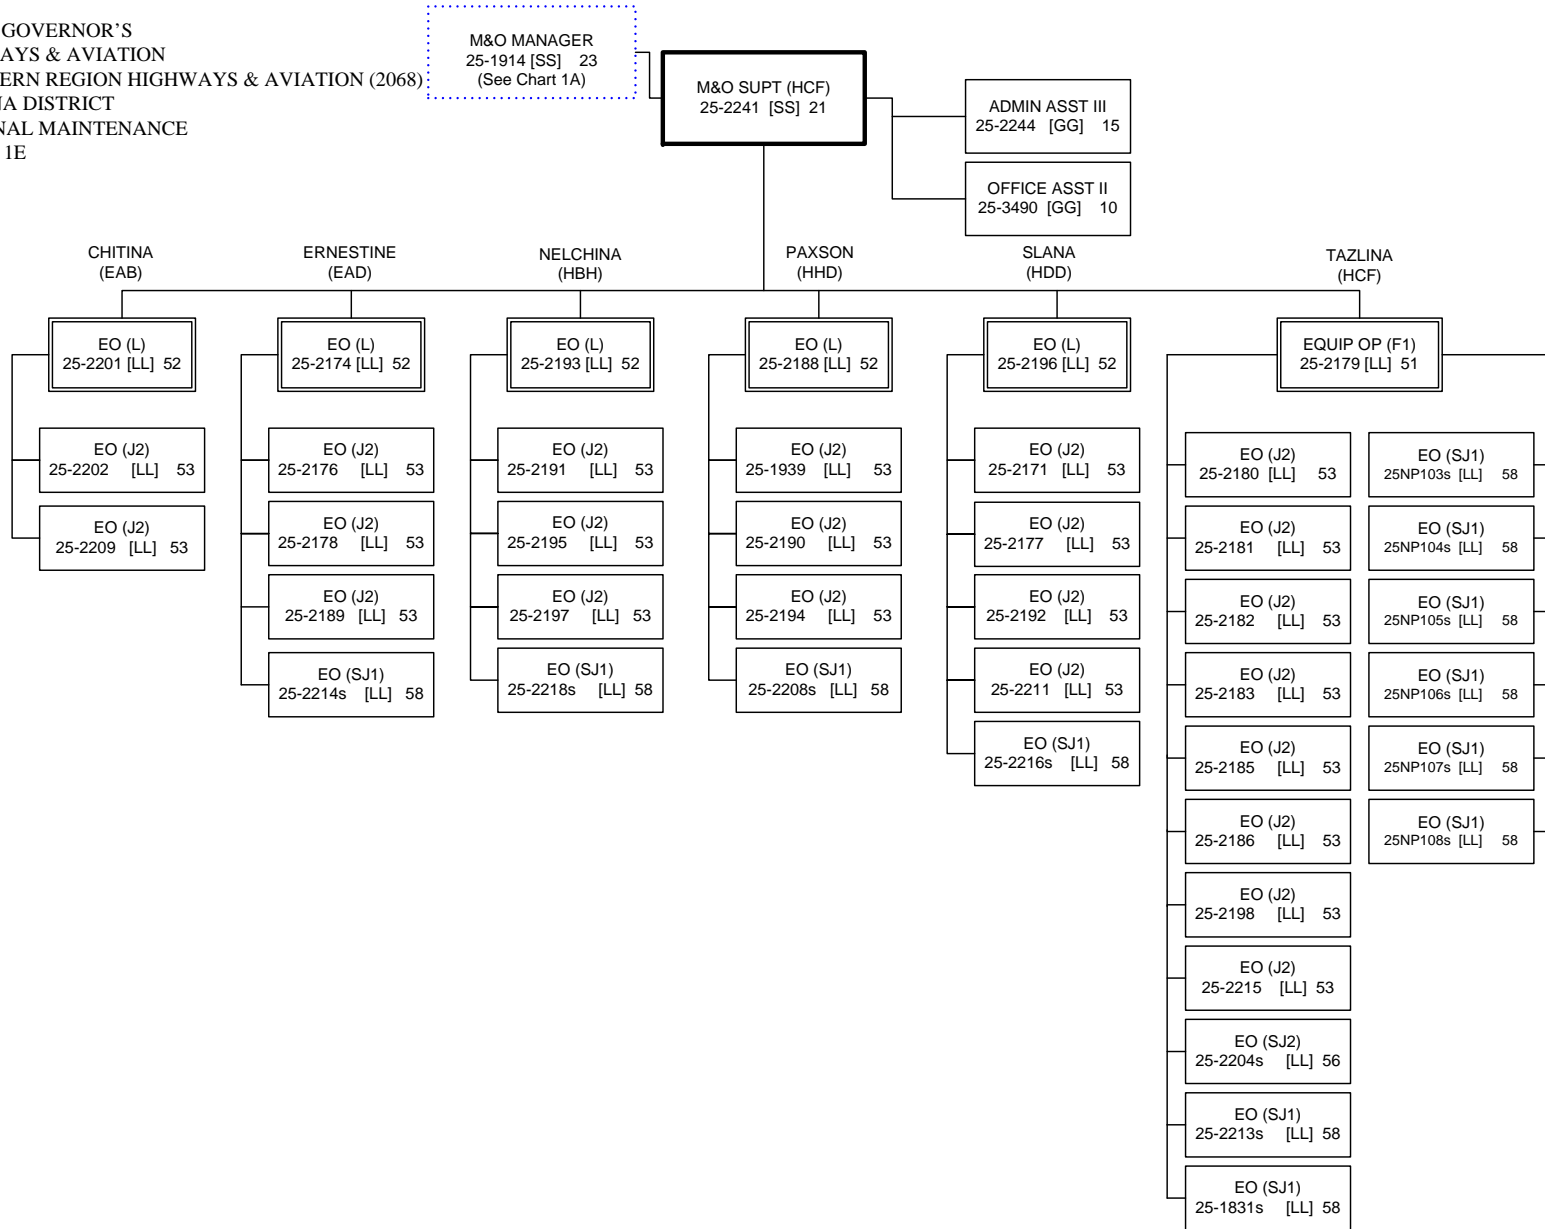 GOVERNOR'S
AYS & AVIATION
ERN REGION HIGHWAYS & AVIATION (2068)
NA DISTRICT
NAL MAINTENANCE
1E
M&O MANAGER
25-1914 [SS] 23
(See Chart 1A)
M&O SUPT (HCF)
25-2241 [SS] 21
ADMIN ASST III
25-2244 [GG] 15
OFFICE ASST II
25-3490 [GG] 10
CHITINA
(EAB)
EO (L)
25-2201 [LL] 52
EO (J2)
25-2202 [LL] 53
EO (J2)
25-2209 [LL] 53
ERNESTINE
(EAD)
EO (L)
25-2174 [LL] 52
EO (J2)
25-2176 [LL] 53
EO (J2)
25-2178 [LL] 53
EO (J2)
25-2189 [LL] 53
EO (SJ1)
25-2214s [LL] 58
NELCHINA
(HBH)
EO (L)
25-2193 [LL] 52
EO (J2)
25-2191 [LL] 53
EO (J2)
25-2195 [LL] 53
EO (J2)
25-2197 [LL] 53
EO (SJ1)
25-2218s [LL] 58
PAXSON
(HHD)
EO (L)
25-2188 [LL] 52
EO (J2)
25-1939 [LL] 53
EO (J2)
25-2190 [LL] 53
EO (J2)
25-2194 [LL] 53
EO (SJ1)
25-2208s [LL] 58
SLANA
(HDD)
EO (L)
25-2196 [LL] 52
EO (J2)
25-2171 [LL] 53
EO (J2)
25-2177 [LL] 53
EO (J2)
25-2192 [LL] 53
EO (J2)
25-2211 [LL] 53
EO (SJ1)
25-2216s [LL] 58
TAZLINA
(HCF)
EQUIP OP (F1)
25-2179 [LL] 51
EO (J2)
25-2180 [LL] 53
EO (J2)
25-2181 [LL] 53
EO (J2)
25-2182 [LL] 53
EO (J2)
25-2183 [LL] 53
EO (J2)
25-2185 [LL] 53
EO (J2)
25-2186 [LL] 53
EO (J2)
25-2198 [LL] 53
EO (J2)
25-2215 [LL] 53
EO (SJ2)
25-2204s [LL] 56
EO (SJ1)
25-2213s [LL] 58
EO (SJ1)
25-1831s [LL] 58
EO (SJ1)
25NP103s [LL] 58
EO (SJ1)
25NP104s [LL] 58
EO (SJ1)
25NP105s [LL] 58
EO (SJ1)
25NP106s [LL] 58
EO (SJ1)
25NP107s [LL] 58
EO (SJ1)
25NP108s [LL] 58